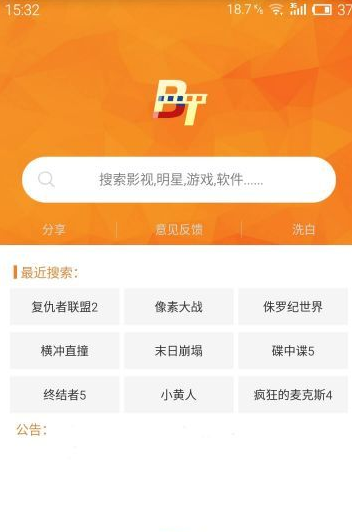 15:32 18.7 ⅗ 3G 37
BT
搜索影视,明星,游戏,软件......
分享 意见反馈 洗白
最近搜索：
复仇者联盟2 像素大战 侏罗纪世界
横冲直撞 末日崩塌 碟中谍5
终结者5 小黄人 疯狂的麦克斯4
公告：